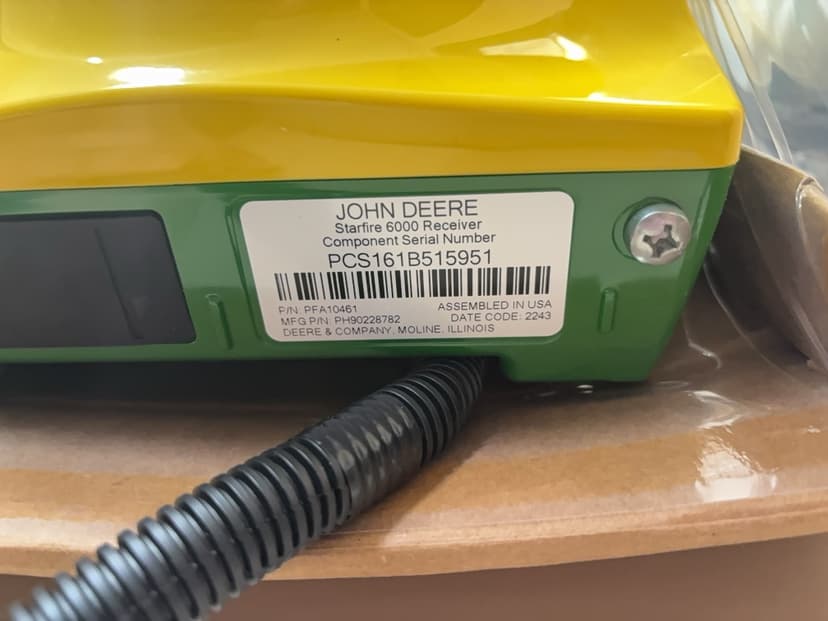 JOHN DEERE
Starfire 6000 Receiver
Component Serial Number
PCS161B515951
P/N: PFA10461 ASSEMBLED IN USA
MFG P/N: PH90228782 DATE CODE: 2243
DEERE & COMPANY, MOLINE, ILLINOIS